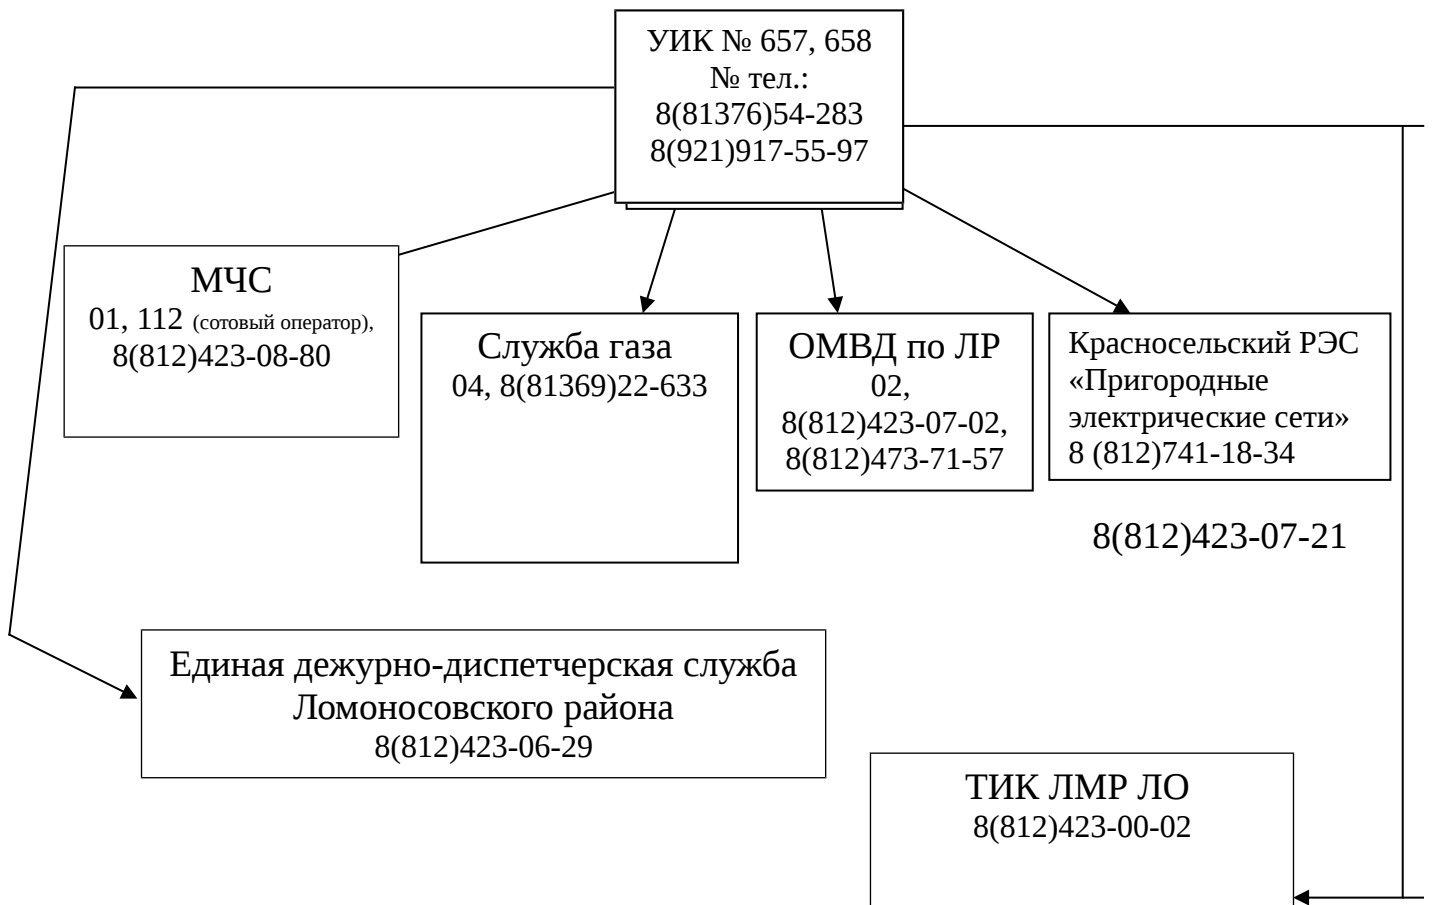 УИК № 657, 658
№ тел.:
8(81376)54-283
8(921)917-55-97
МЧС
01, 112 (сотовый оператор),
8(812)423-08-80
Служба газа
04, 8(81369)22-633
ОМВД по ЛР
02,
8(812)423-07-02,
8(812)473-71-57
Красносельский РЭС
«Пригородные
электрические сети»
8 (812)741-18-34
8(812)423-07-21
Единая дежурно-диспетчерская служба
Ломоносовского района
8(812)423-06-29
ТИК ЛМР ЛО
8(812)423-00-02